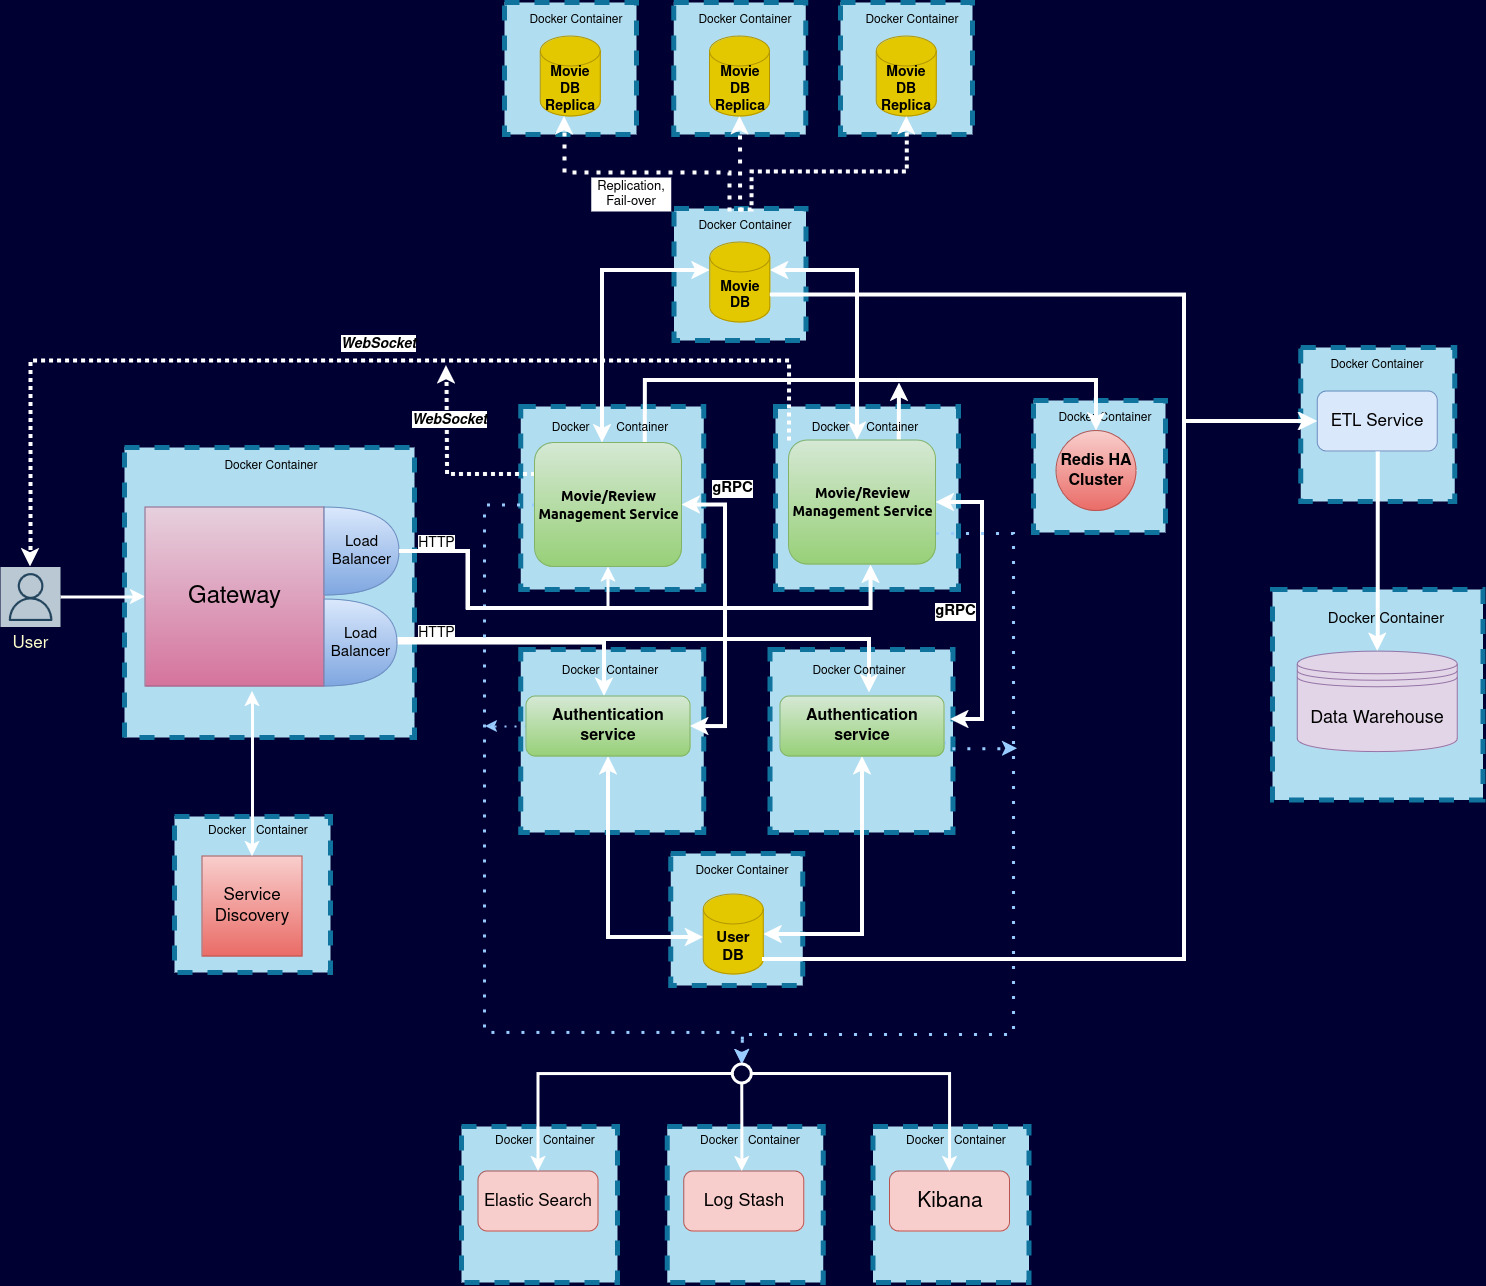 Docker Container
Movie
DB
Replica
Docker Container
Movie
DB
Replica
Docker Container
Movie
DB
Replica
Replication,
Fail-over
Docker Container
Movie
DB
WebSocket
WebSocket
Docker Container
Movie/Review
Management Service
gRPC
Docker Container
Movie/Review
Management Service
Docker Container
Redis HA
Cluster
Docker Container
ETL Service
Docker Container
Gateway
Load
Balancer
Load
Balancer
HTTP
HTTP
User
gRPC
Docker Container
Data Warehouse
Docker Container
Authentication
service
Docker Container
Authentication
service
Docker Container
Service
Discovery
Docker Container
User
DB
Docker Container
Elastic Search
Docker Container
Log Stash
Docker Container
Kibana